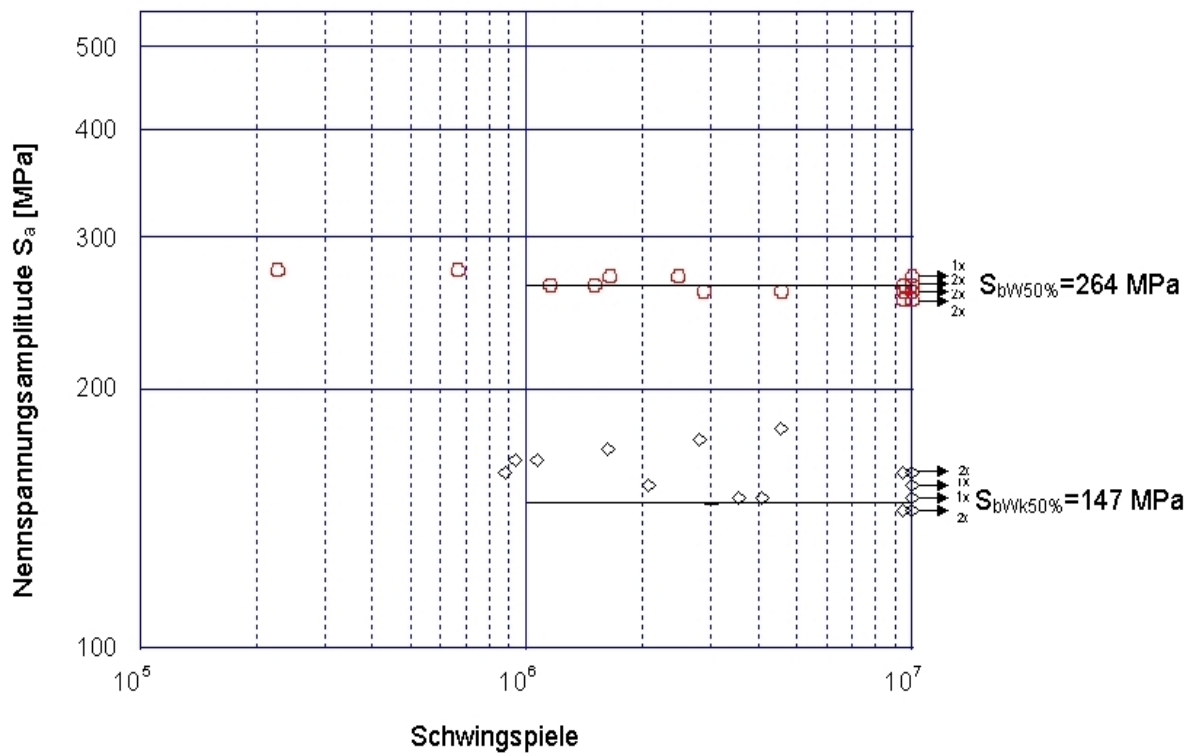 Nennspannungsamplitude Sa [MPa]
500
400
300
200
100
10^5
10^6
10^7
Schwingspiele
1x
2x
2x
2x
SbW50%=264 MPa
2x
1x
1x
2x
SbWk50%=147 MPa